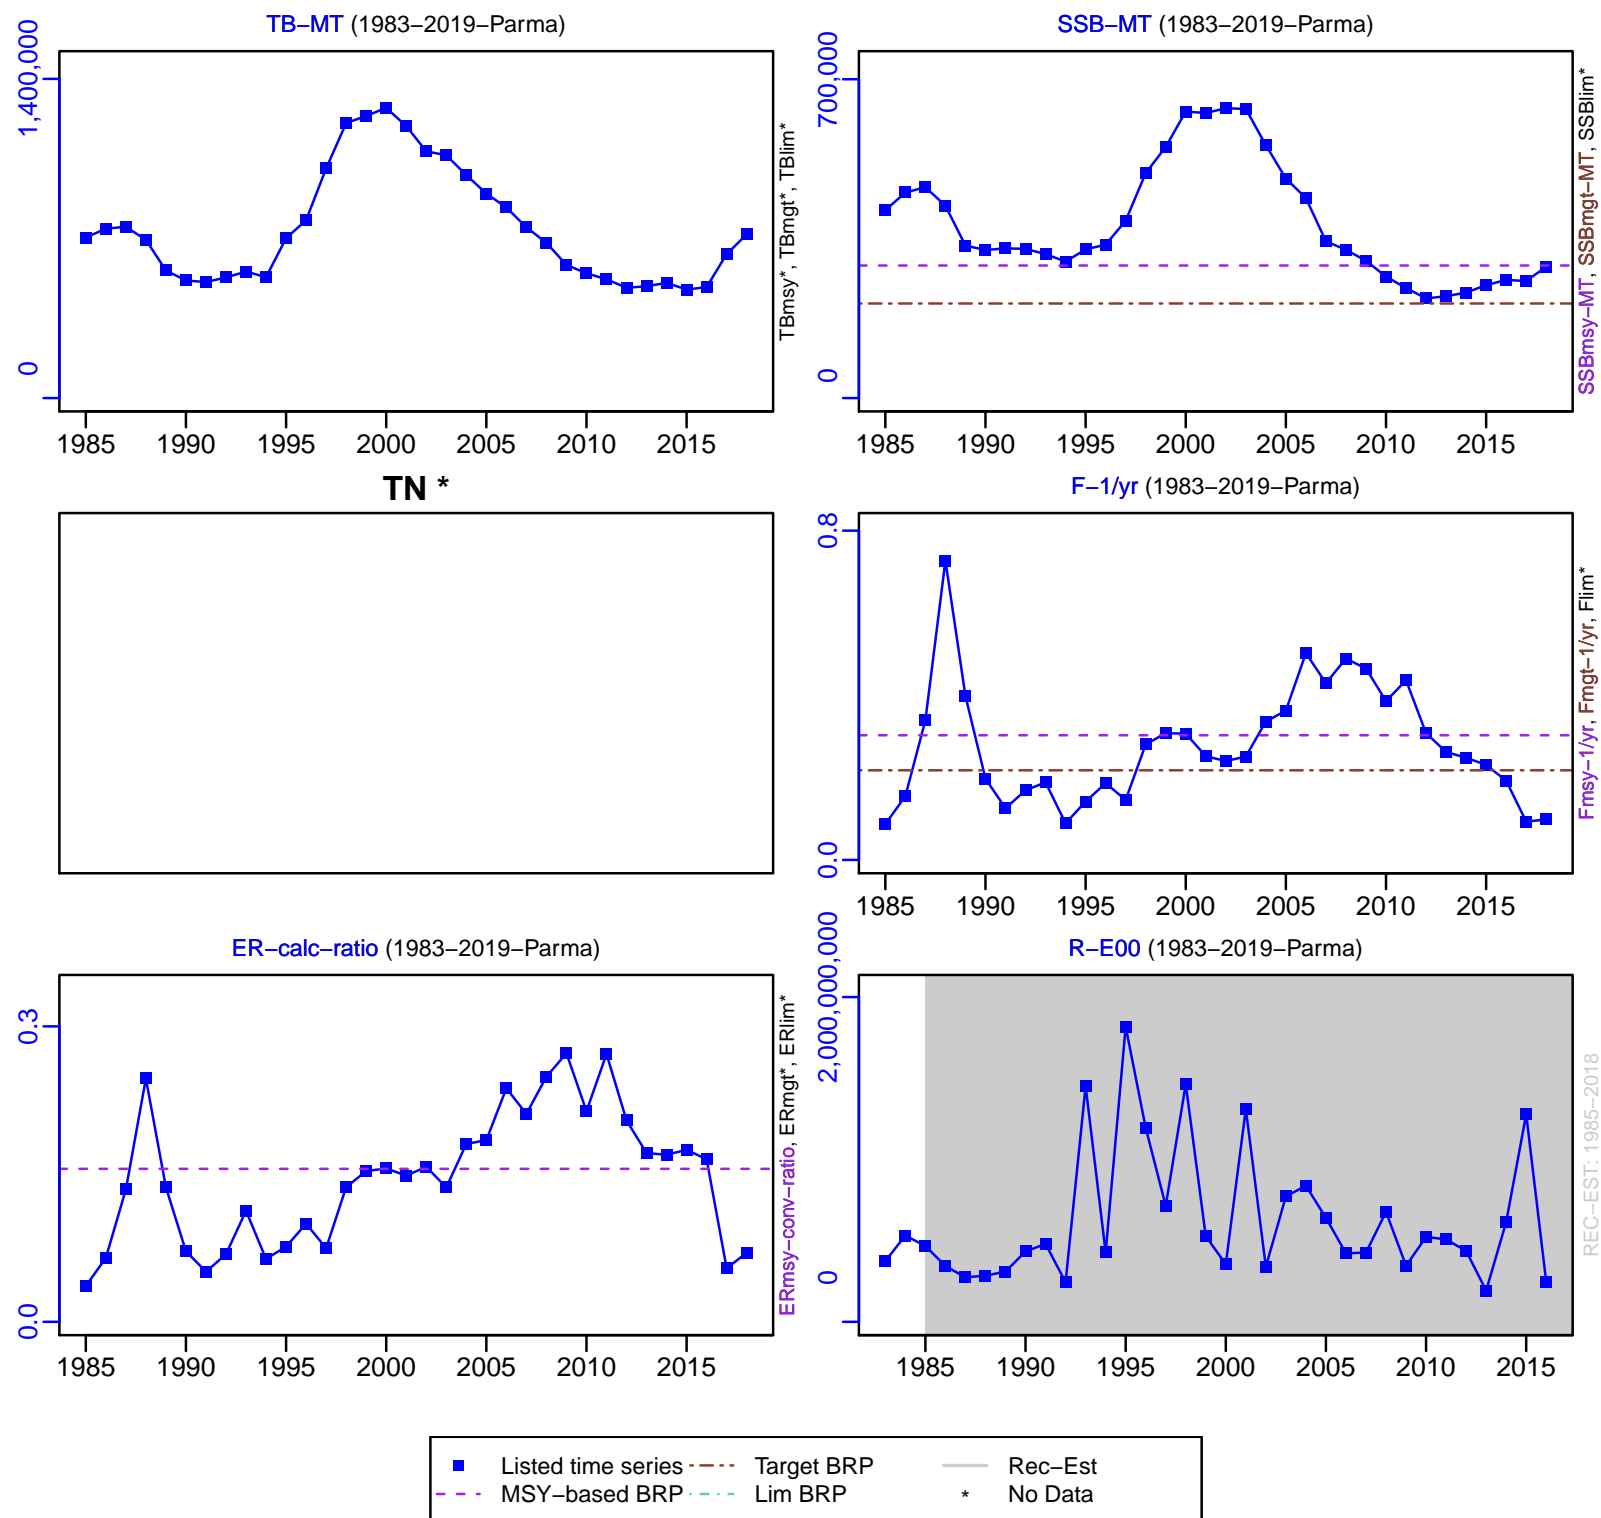 TB−MT (1983−2019−Parma)
0 1,400,000
1985 1990 1995 2000 2005 2010 2015
TBmsy*, TBmgt*, TBlim*
SSB−MT (1983−2019−Parma)
0 700,000
1985 1990 1995 2000 2005 2010 2015
SSBmsy−MT, SSBmgt−MT, SSBlim*
TN *
F−1/yr (1983−2019−Parma)
0.0 0.8
1985 1990 1995 2000 2005 2010 2015
Fmsy−1/yr, Fmgt−1/yr, Flim*
ER−calc−ratio (1983−2019−Parma)
0.0 0.3
1985 1990 1995 2000 2005 2010 2015
ERmsy−conv−ratio, ERmgt*, ERlim*
R−E00 (1983−2019−Parma)
0 2,000,000,000
1985 1990 1995 2000 2005 2010 2015
REC−EST: 1985−2018
Listed time series Target BRP Rec−Est
MSY−based BRP Lim BRP * No Data